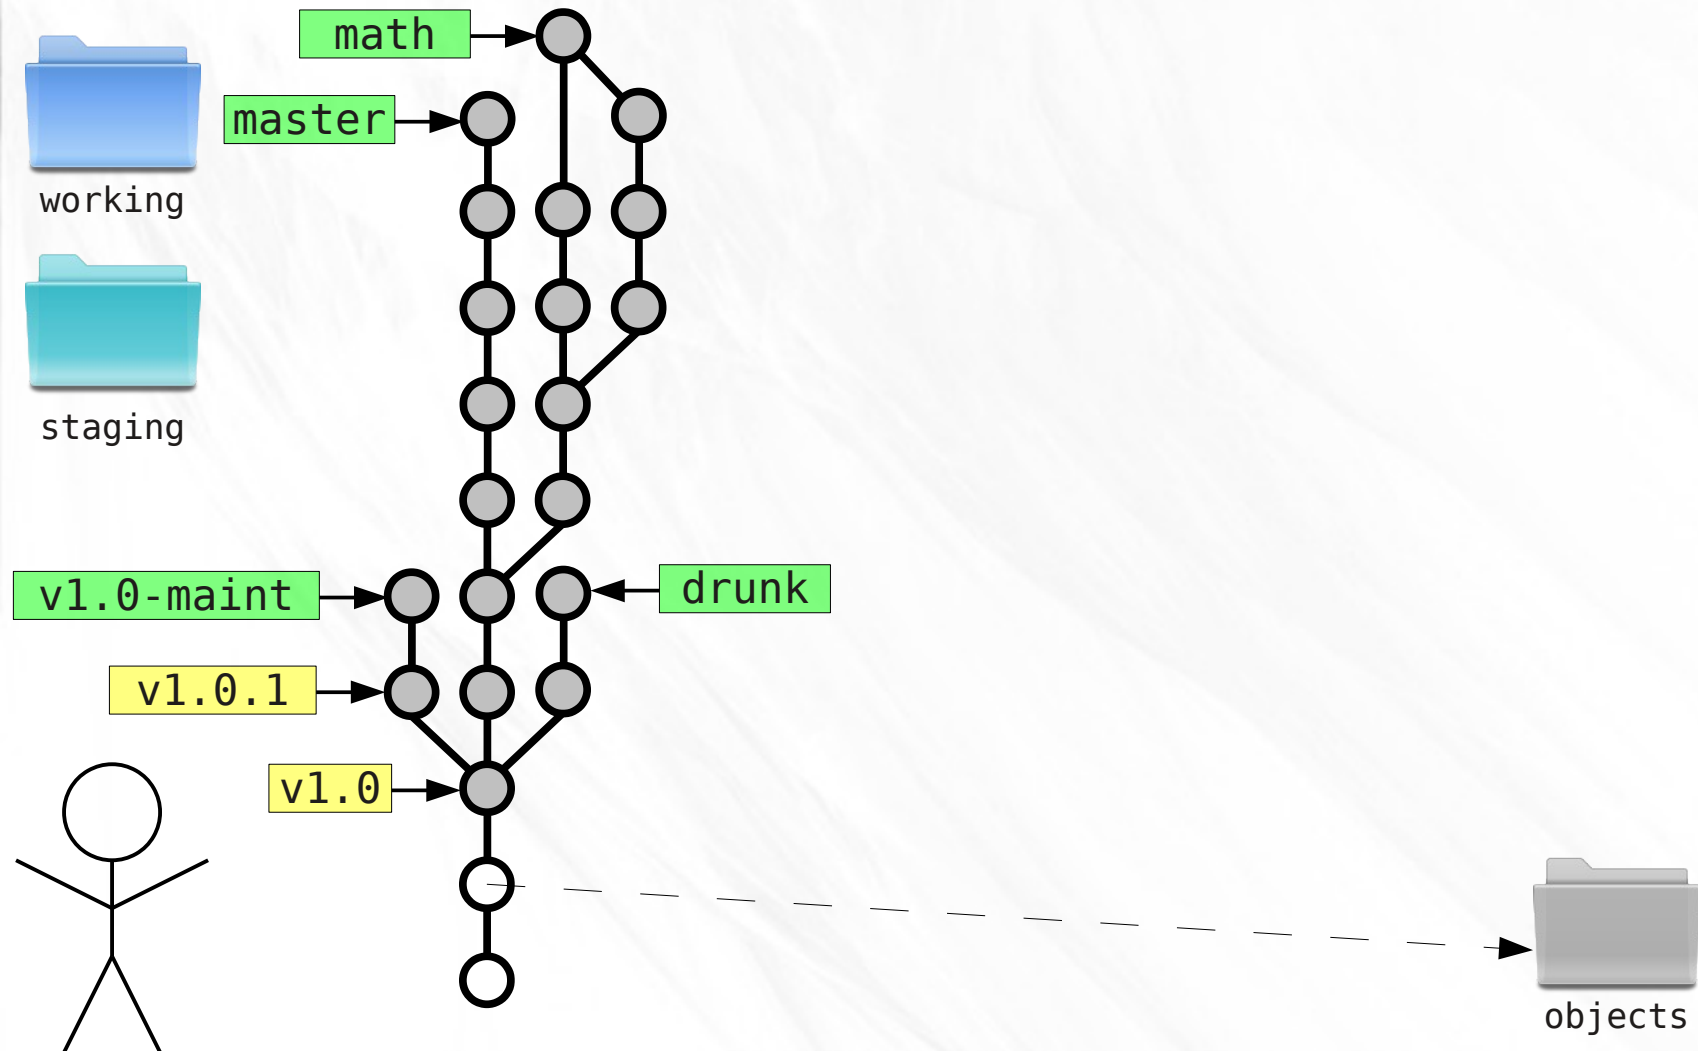 math
master
working
staging
v1.0-maint
drunk
v1.0.1
v1.0
objects